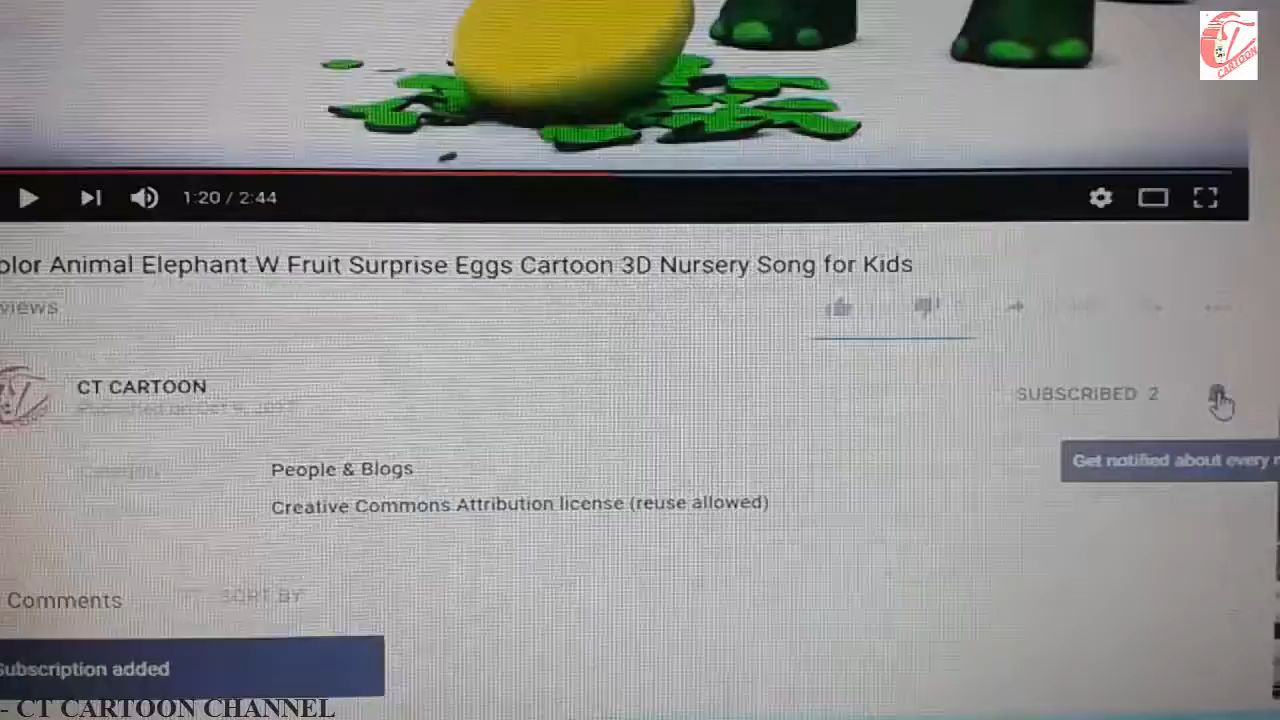 CARTOON
1:20 / 2:44
olor Animal Elephant W Fruit Surprise Eggs Cartoon 3D Nursery Song for Kids
views
CT CARTOON
SUBSCRIBED 2
Get notified about every
People & Blogs
Creative Commons Attribution license (reuse allowed)
Comments
SORT BY
Subscription added
- CT CARTOON CHANNEL